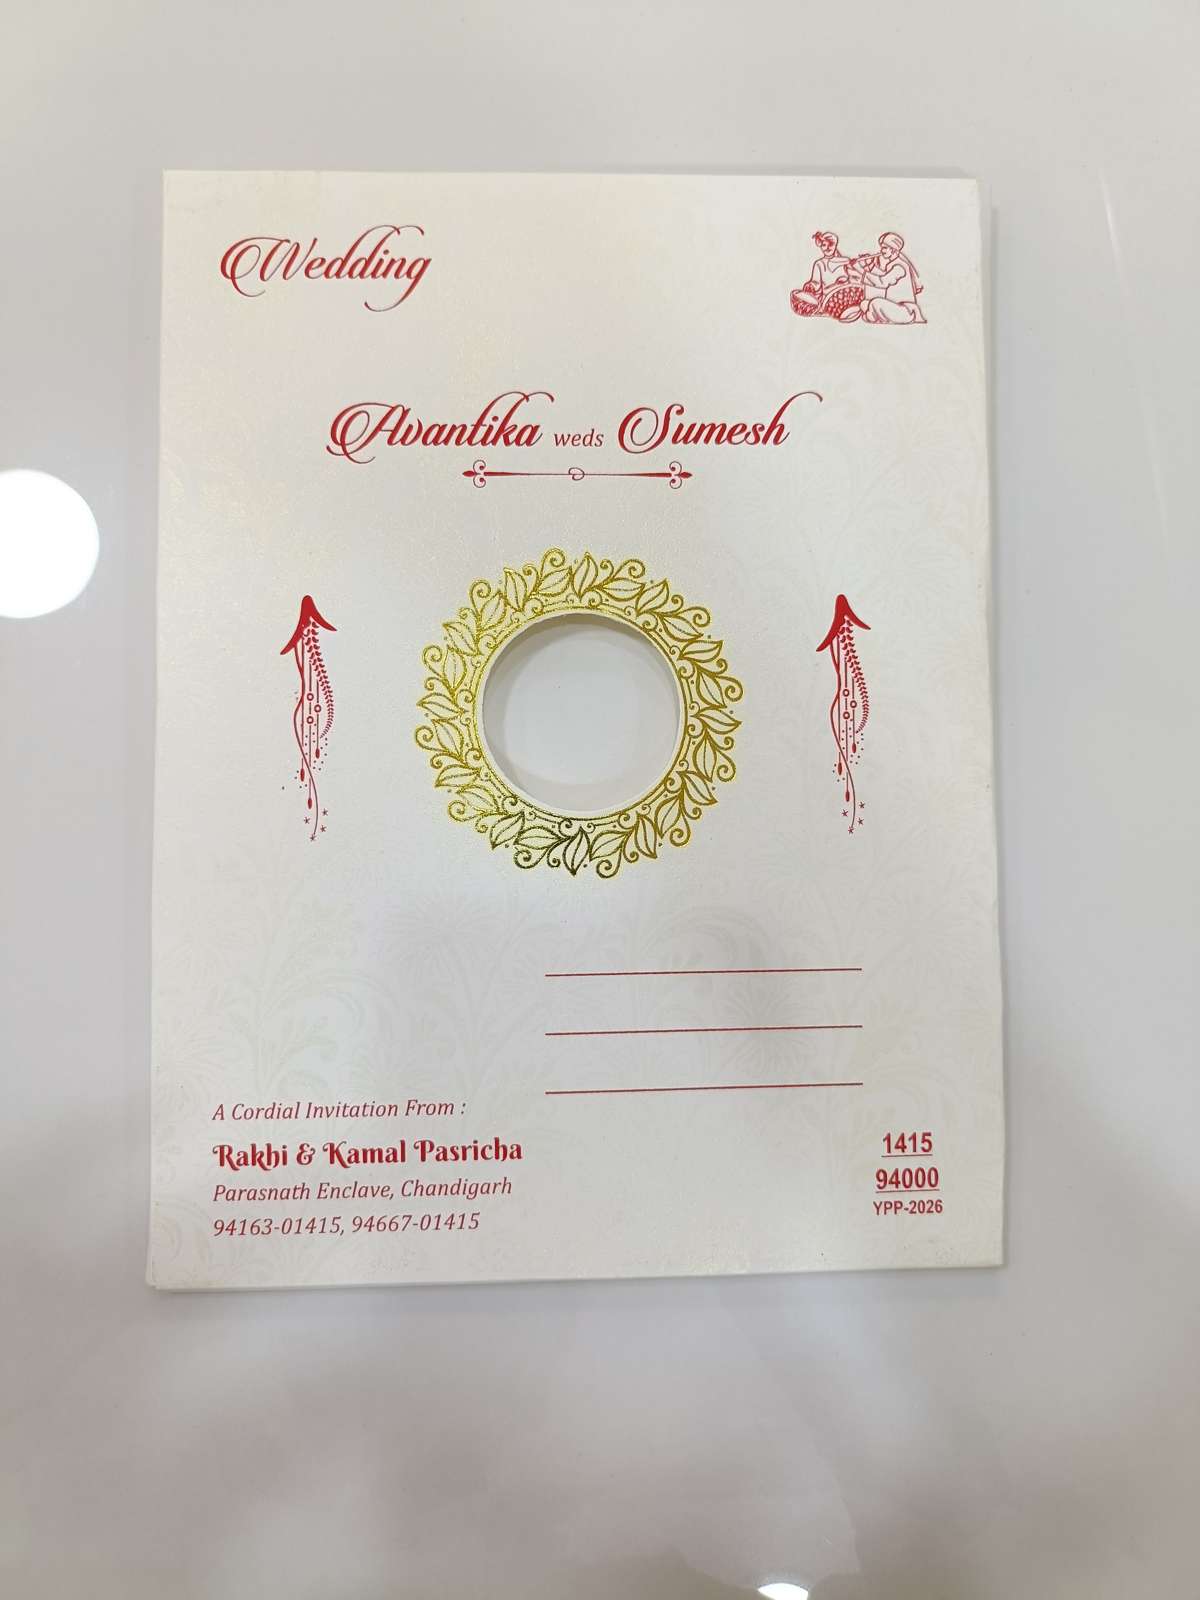 Wedding
Avantika weds Sumesh
A Cordial Invitation From :
Rakhi & Kamal Pasricha
Parasnath Enclave, Chandigarh
94163-01415, 94667-01415
1415
94000
YPP-2026